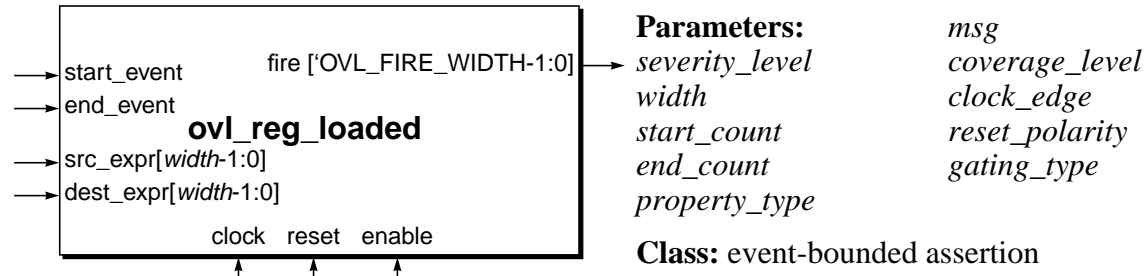 start_event
fire [‘OVL_FIRE_WIDTH-1:0]
end_event
ovl_reg_loaded
src_expr[width-1:0]
dest_expr[width-1:0]
clock reset enable
Parameters: msg
severity_level coverage_level
width clock_edge
start_count reset_polarity
end_count gating_type
property_type
Class: event-bounded assertion